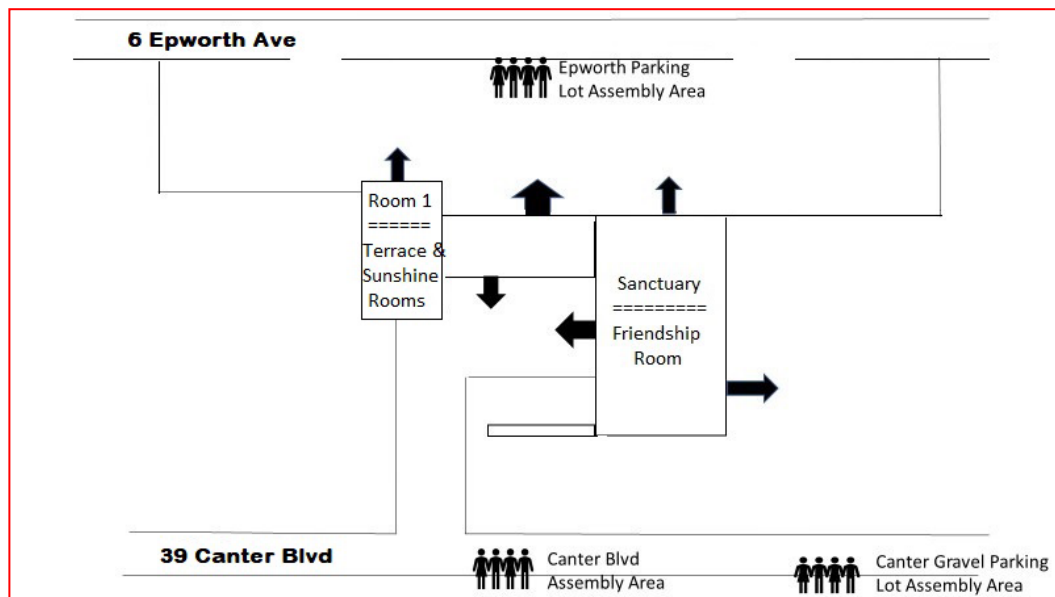 6 Epworth Ave
Epworth Parking
Lot Assembly Area
Room 1
======
Terrace &
Sunshine
Rooms
Sanctuary
=========
Friendship
Room
39 Canter Blvd
Canter Blvd
Assembly Area
Canter Gravel Parking
Lot Assembly Area